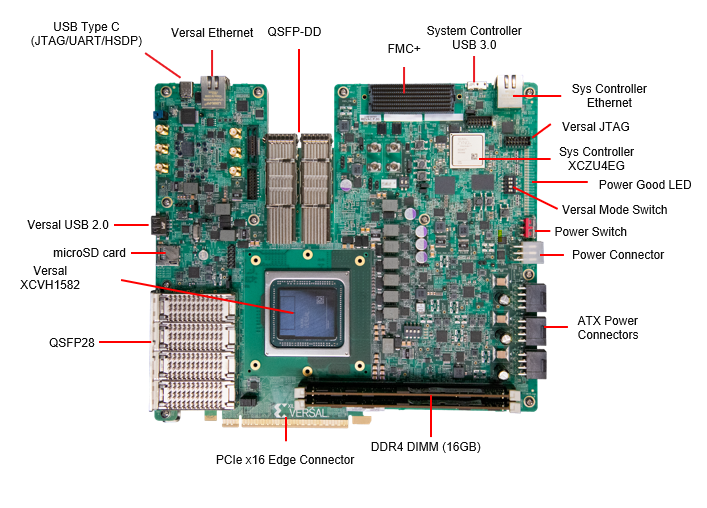 USB Type C
(JTAG/UART/HSDP)
Versal Ethernet
QSFP-DD
FMC+
System Controller
USB 3.0
Sys Controller
Ethernet
Versal JTAG
Sys Controller
XCZU4EG
Power Good LED
Versal Mode Switch
Power Switch
Power Connector
ATX Power
Connectors
Versal USB 2.0
microSD card
Versal
XCVH1582
QSFP28
VERSAL
DDR4 DIMM (16GB)
PCIe x16 Edge Connector